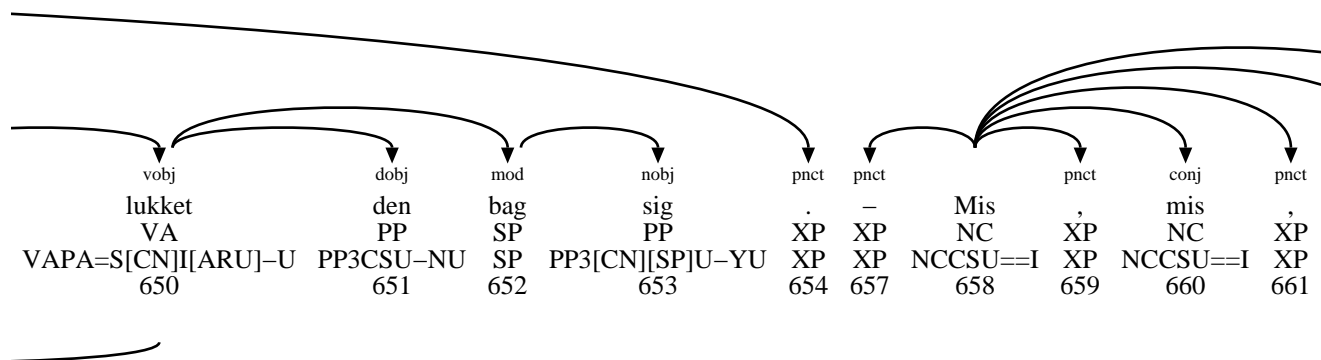 vobj dobj mod nobj pnct pnct pnct conj pnct
lukket den bag sig . – Mis , mis ,
VA PP SP PP XP XP NC XP NC XP
VAPA=S[CN]I[ARU]–U PP3CSU–NU SP PP3[CN][SP]U–YU XP XP NCCSU==I XP NCCSU==I XP
650 651 652 653 654 657 658 659 660 661